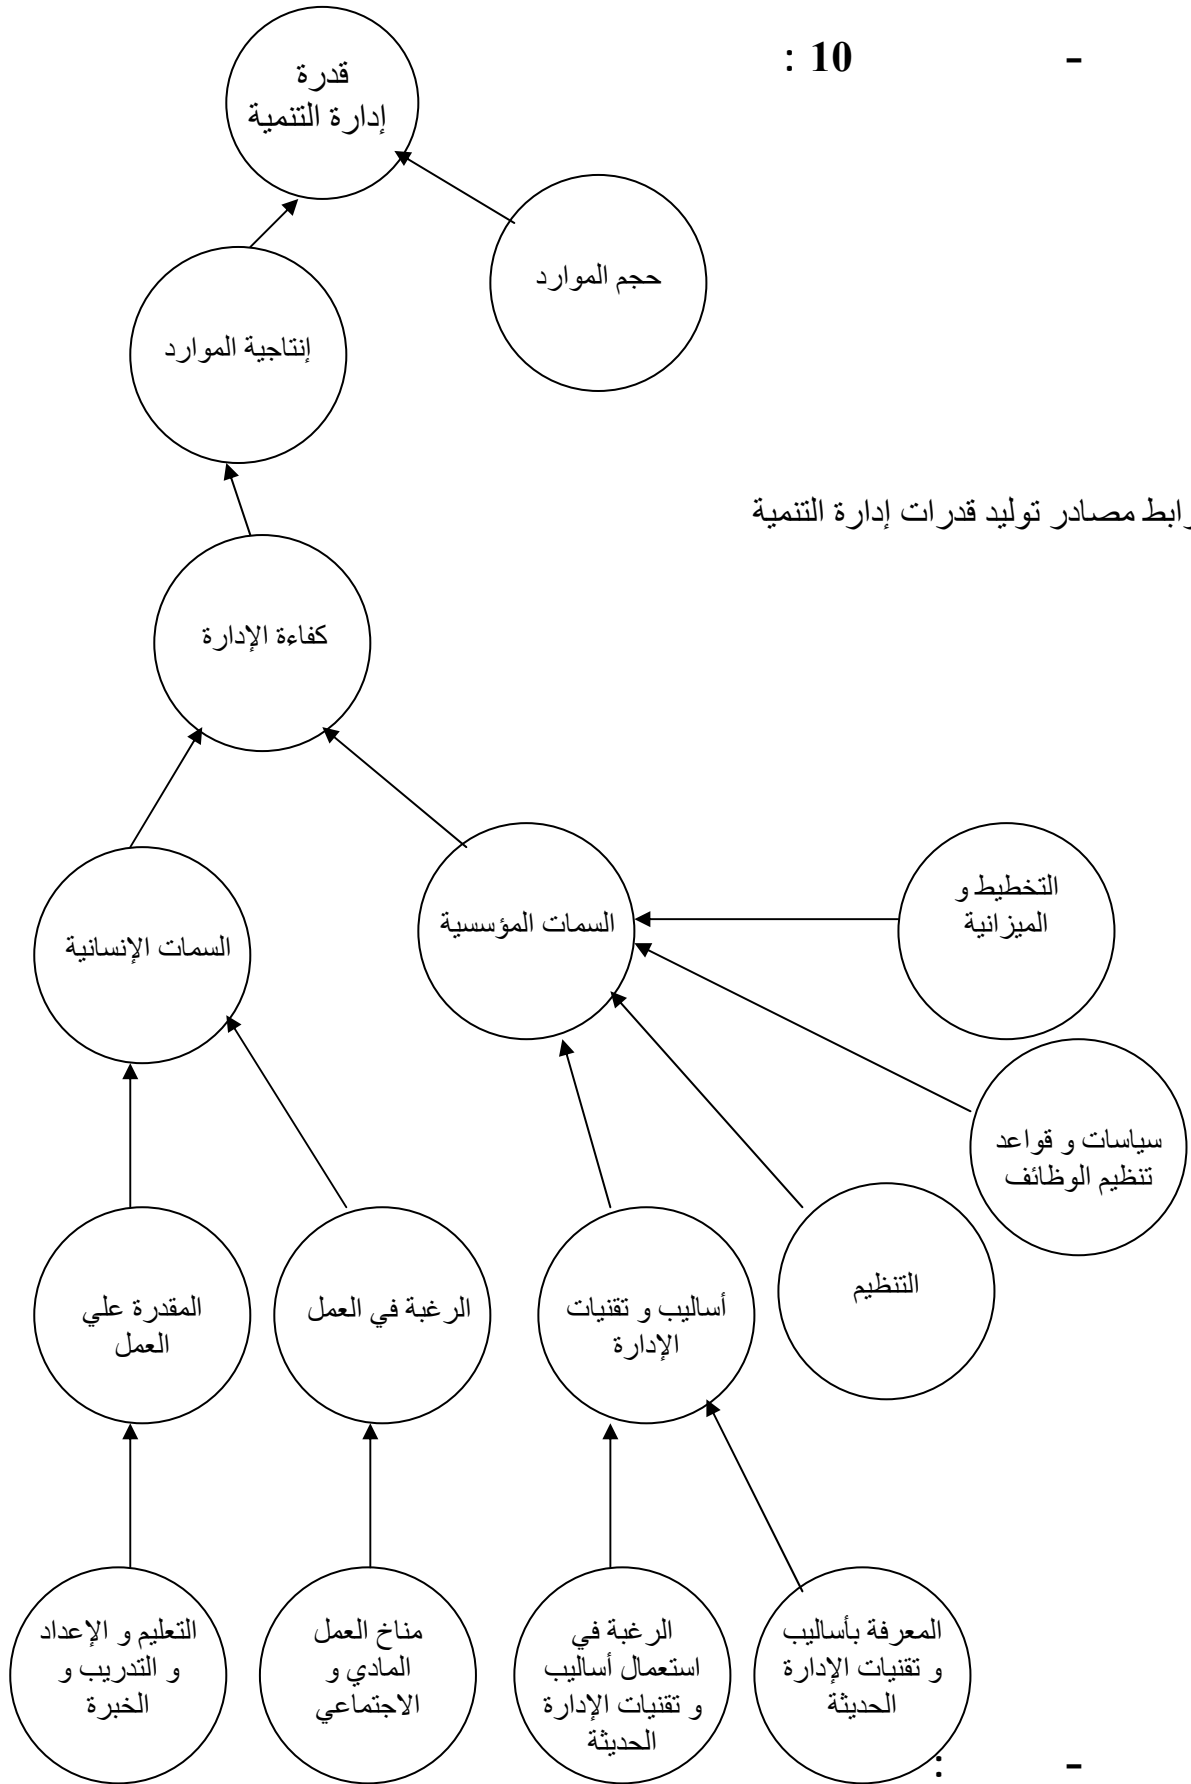 - 10 :
قدرة
إدارة التنمية
حجم الموارد
إنتاجية الموارد
رابط مصادر توليد قدرات إدارة التنمية
كفاءة الإدارة
التخطيط و
الميزانية
السمات المؤسسية
السمات الإنسانية
سياسات و قواعد
تنظيم الوظائف
التنظيم
أساليب و تقنيات
الإدارة
الرغبة في العمل
المقدرة علي
العمل
المعرفة بأساليب
و تقنيات الإدارة
الحديثة
الرغبة في
استعمال أساليب
و تقنيات الإدارة
الحديثة
مناخ العمل
المادي و
الاجتماعي
التعليم و الإعداد
و التدريب و
الخبرة
- :